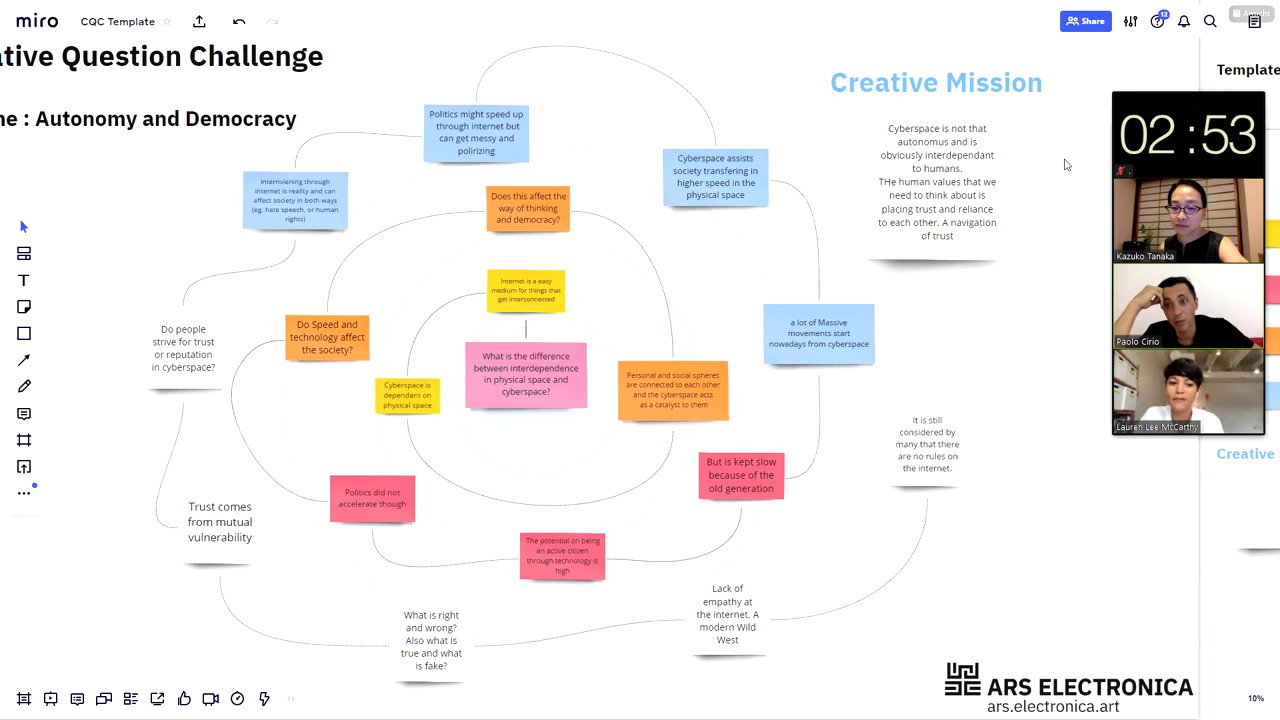 miro
CQC Template
Share
12
Ansicht
ative Question Challenge
ne : Autonomy and Democracy
Creative Mission
Template
Cyberspace is not that
autonomus and is
obviously interdependant
to humans.
THe human values that we
need to think about is
placing trust and reliance
to each other. A navigation
of trust
02:53
Kazuko Tanaka
Paolo Cirio
Lauren Lee McCarthy
Politics might speed up
through internet but
can get messy and
polirizing
Cyberspace assists
society transfering in
higher speed in the
physical space
Internviening through
internet is reality and can
affect society in both ways
(eg. hate speech, or human
rights)
Does this affect the
way of thinking
and democracy?
Internet is a easy
medium for things that
get interconnected
Do people
strive for trust
or reputation
in cyberspace?
Do Speed and
technology affect
the society?
a lot of Massive
movements start
nowadays from cyberspace
What is the difference
between interdependence
in physical space and
cyberspace?
Cyberspace is
dependant on
physical space
Personal and social spheres
are connected to each other
and the cyberspace acts
as a catalyst to them
It is still
considered by
many that there
are no rules on
the internet.
Creative
But is kept slow
because of the
old generation
Politics did not
accelerate though
Trust comes
from mutual
vulnerability
The potential on being
an active citizen
through technology is
high
What is right
and wrong?
Also what is
true and what
is fake?
Lack of
empathy at
the internet. A
modern Wild
West
ARS ELECTRONICA
ars.electronica.art
10%